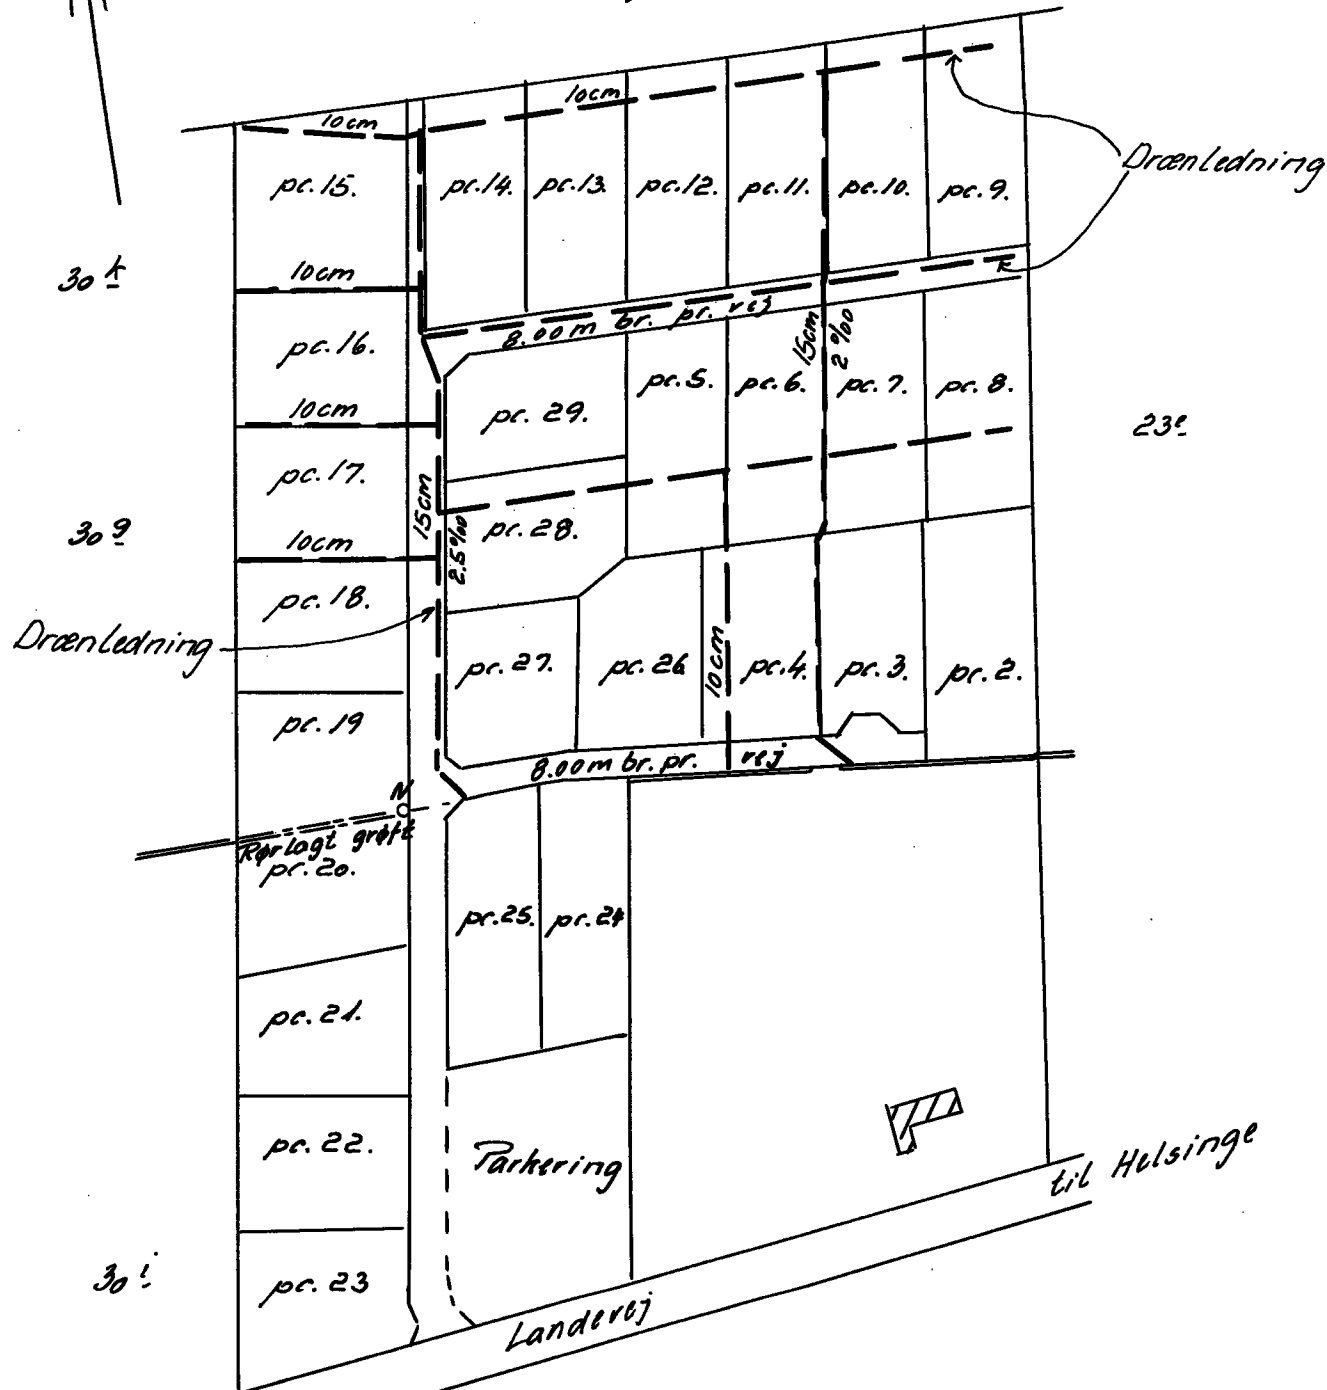 10cm
10cm
Drænledning
pc. 15.
pc. 14.
pc. 13.
pc. 12.
pc. 11.
pc. 10.
pc. 9.
30 k
10cm
8.00 m br. pr. vej
15cm
2 ‰
pc. 16.
pc. 5.
pc. 6.
pc. 7.
pc. 8.
10cm
pc. 29.
23 e
pc. 17.
15cm
2.5 ‰
30 g
10cm
pc. 28.
pc. 18.
Drænledning
pc. 27.
pc. 26
10cm
pc. 4.
pc. 3.
pc. 2.
pc. 19
8.00 m br. pr. vej
N
Rørlagt grøft
pc. 20.
pc. 25.
pc. 24
pc. 21.
pc. 22.
Parkering
til Helsinge
30 i
pc. 23
Landevej